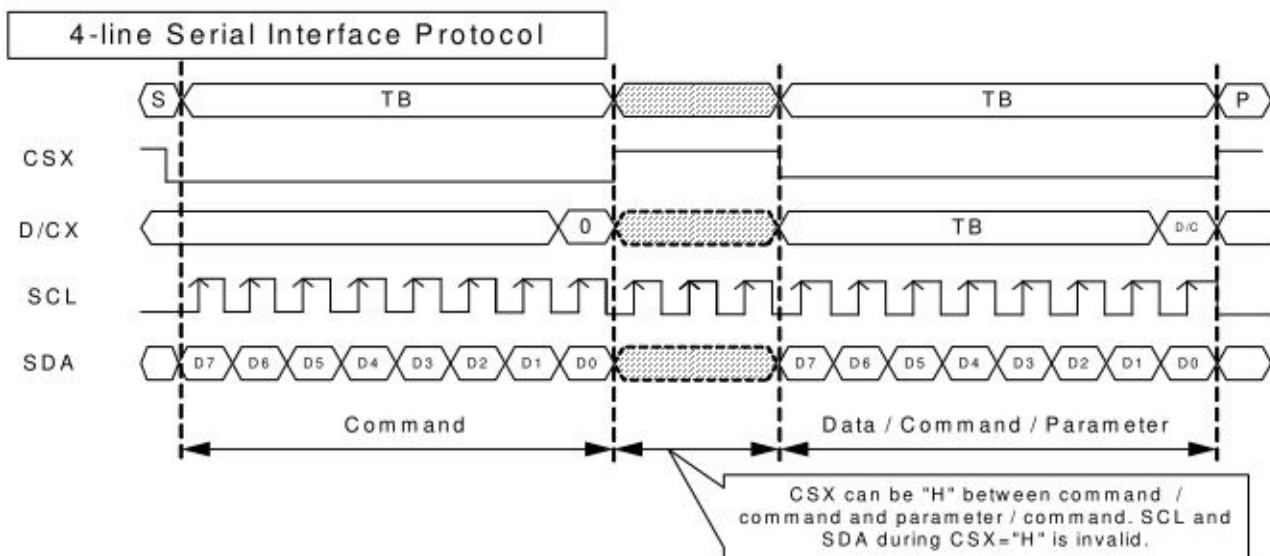 4-line Serial Interface Protocol
S TB TB P
CSX
D/CX 0 TB D/C
SCL
SDA D7 D6 D5 D4 D3 D2 D1 D0 D7 D6 D5 D4 D3 D2 D1 D0
Command Data / Command / Parameter
CSX can be "H" between command /
command and parameter / command. SCL and
SDA during CSX="H" is invalid.